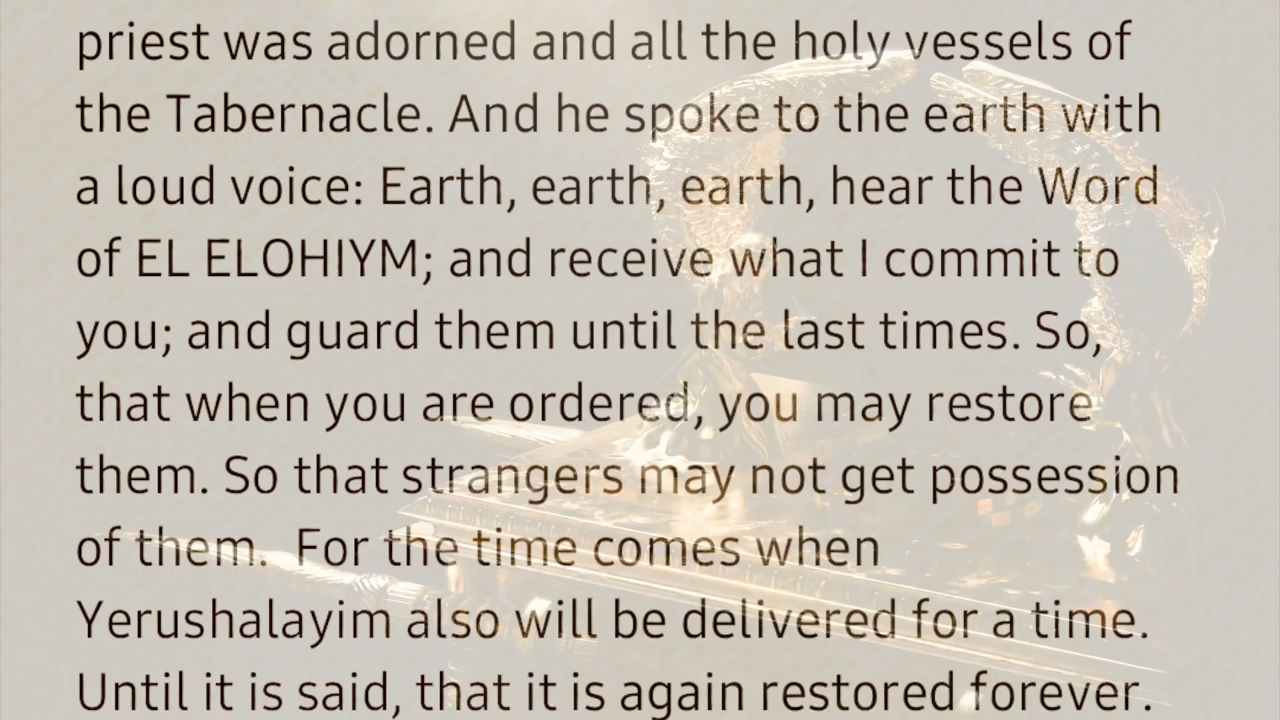 priest was adorned and all the holy vessels of
the Tabernacle. And he spoke to the earth with
a loud voice: Earth, earth, earth, hear the Word
of EL ELOHIYM; and receive what I commit to
you; and guard them until the last times. So,
that when you are ordered, you may restore
them. So that strangers may not get possession
of them.  For the time comes when
Yerushalayim also will be delivered for a time.
Until it is said, that it is again restored forever.